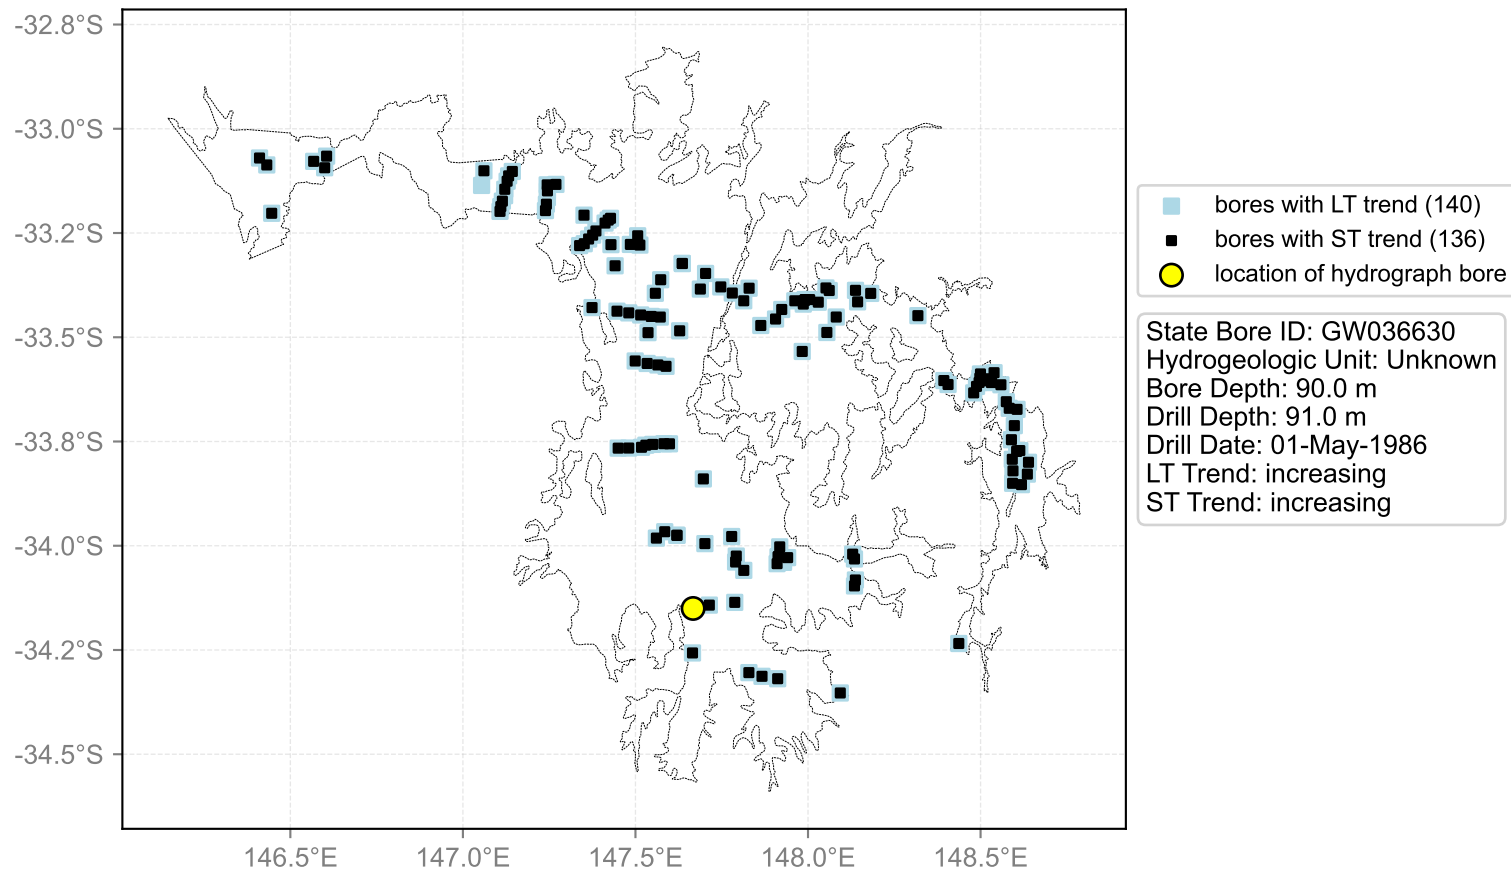 -32.8°S
-33.0°S
-33.2°S
-33.5°S
-33.8°S
-34.0°S
-34.2°S
-34.5°S
146.5°E
147.0°E
147.5°E
148.0°E
148.5°E
bores with LT trend (140)
bores with ST trend (136)
location of hydrograph bore
State Bore ID: GW036630
Hydrogeologic Unit: Unknown
Bore Depth: 90.0 m
Drill Depth: 91.0 m
Drill Date: 01-May-1986
LT Trend: increasing
ST Trend: increasing